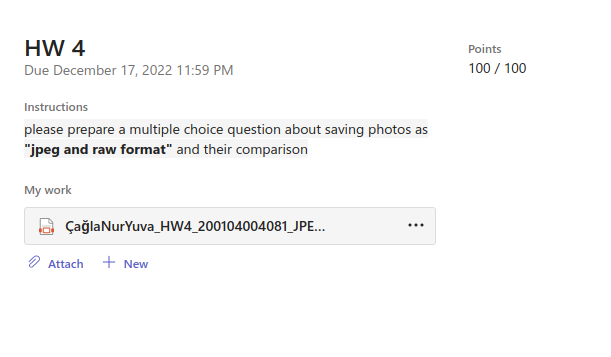 HW 4
Due December 17, 2022 11:59 PM
Points
100 / 100
Instructions
please prepare a multiple choice question about saving photos as
"jpeg and raw format" and their comparison
My work
ÇağlaNurYuva_HW4_200104004081_JPE...
Attach
New